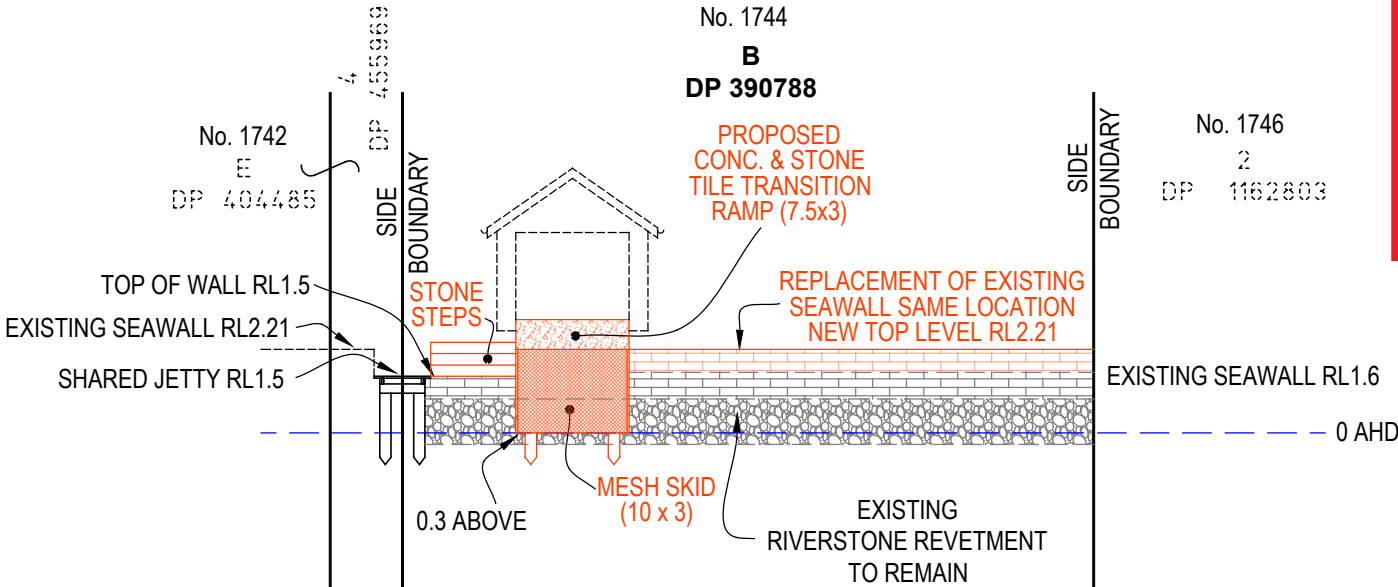 No. 1744
B
DP 390788
4
DP 455969
No. 1742
E
DP 404485
SIDE
BOUNDARY
PROPOSED
CONC. & STONE
TILE TRANSITION
RAMP (7.5x3)
SIDE
BOUNDARY
No. 1746
2
DP 1162803
TOP OF WALL RL1.5
EXISTING SEAWALL RL2.21
SHARED JETTY RL1.5
STONE
STEPS
REPLACEMENT OF EXISTING
SEAWALL SAME LOCATION
NEW TOP LEVEL RL2.21
EXISTING SEAWALL RL1.6
0 AHD
0.3 ABOVE
MESH SKID
(10 x 3)
EXISTING
RIVERSTONE REVETMENT
TO REMAIN